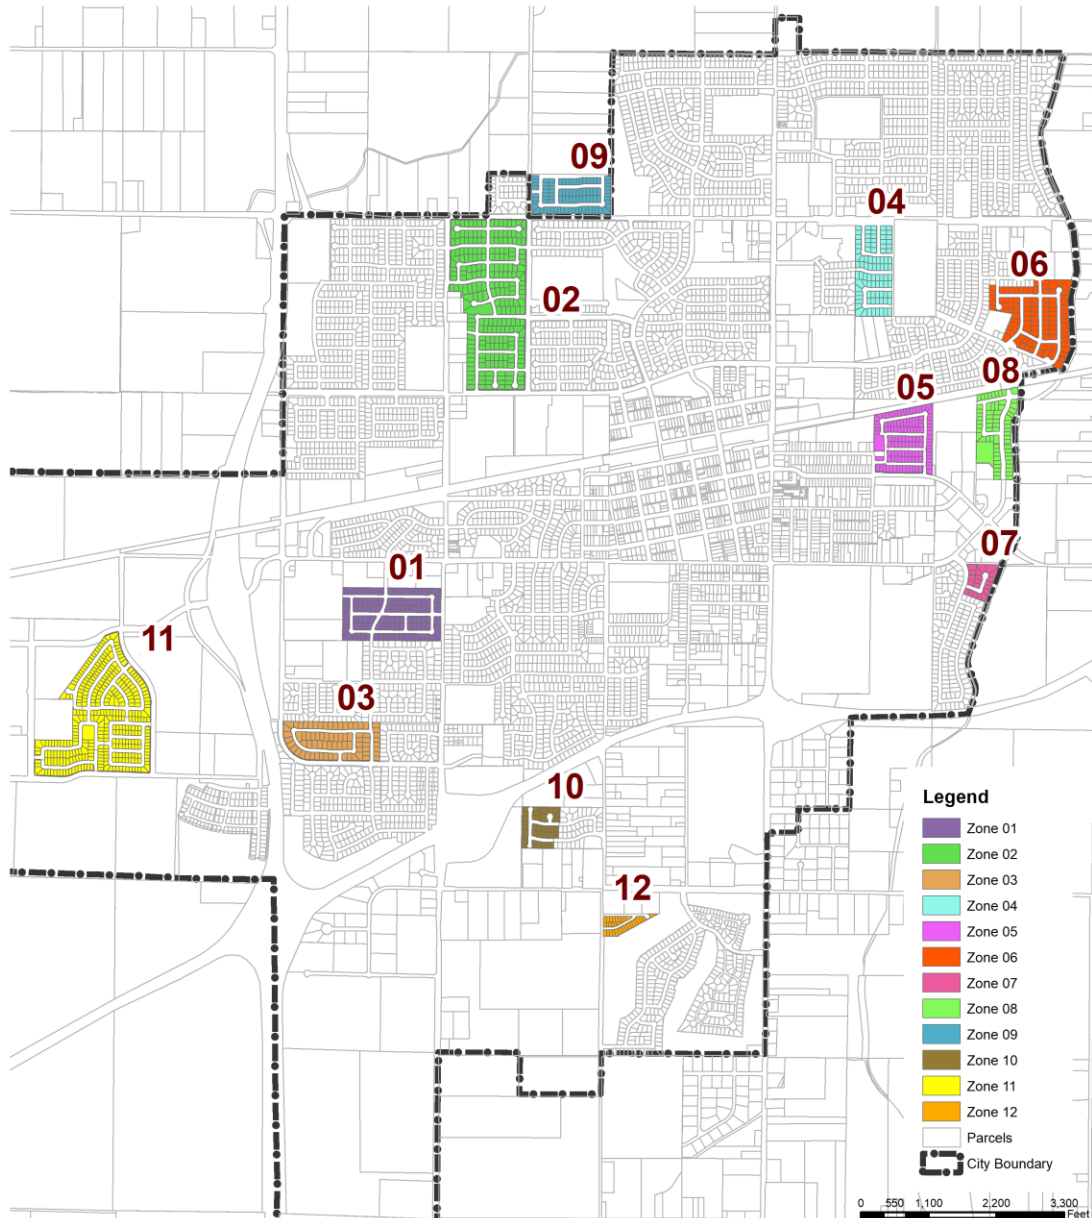 09
04
06
02
08
05
07
01
11
03
10
12
Legend
Zone 01
Zone 02
Zone 03
Zone 04
Zone 05
Zone 06
Zone 07
Zone 08
Zone 09
Zone 10
Zone 11
Zone 12
Parcels
City Boundary
0 550 1,100 2,200 3,300
Feet